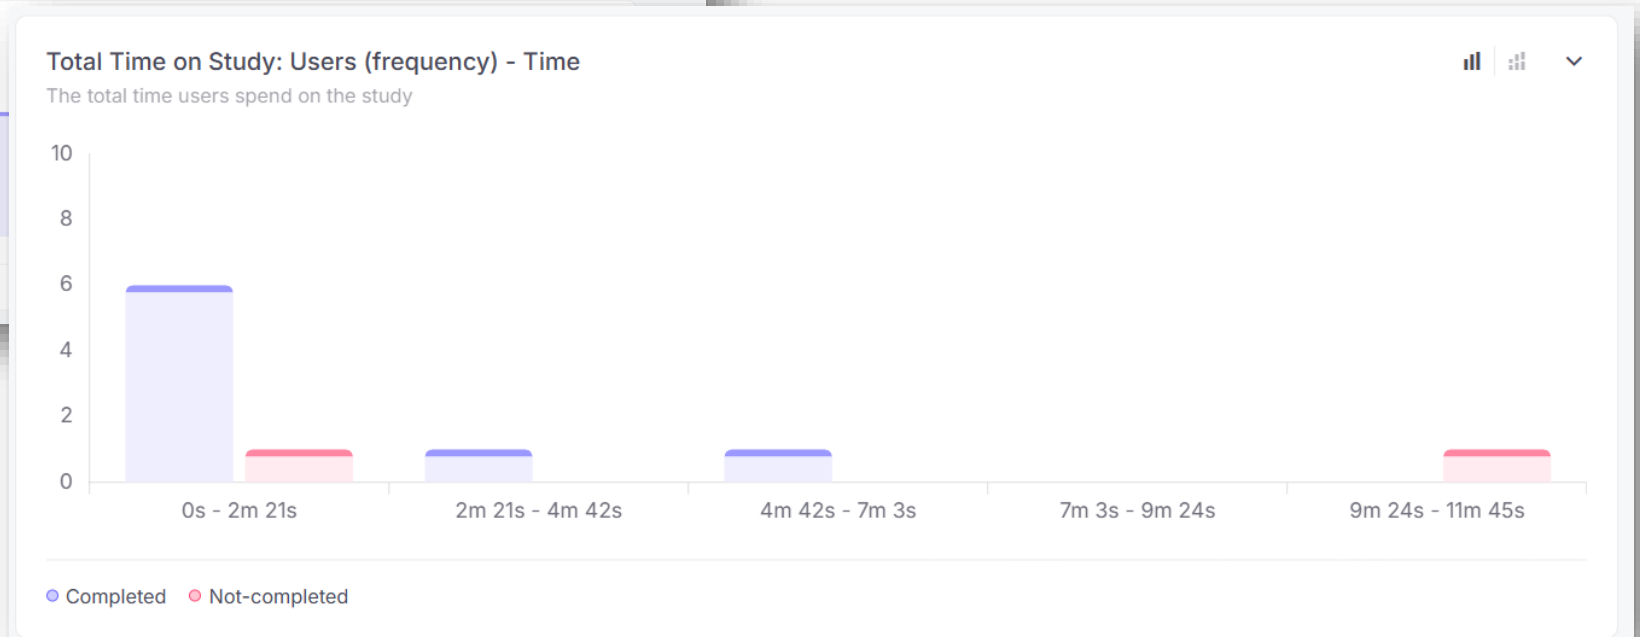 Total Time on Study: Users (frequency) - Time
The total time users spend on the study
10
8
6
4
2
0
0s - 2m 21s 2m 21s - 4m 42s 4m 42s - 7m 3s 7m 3s - 9m 24s 9m 24s - 11m 45s
Completed Not-completed